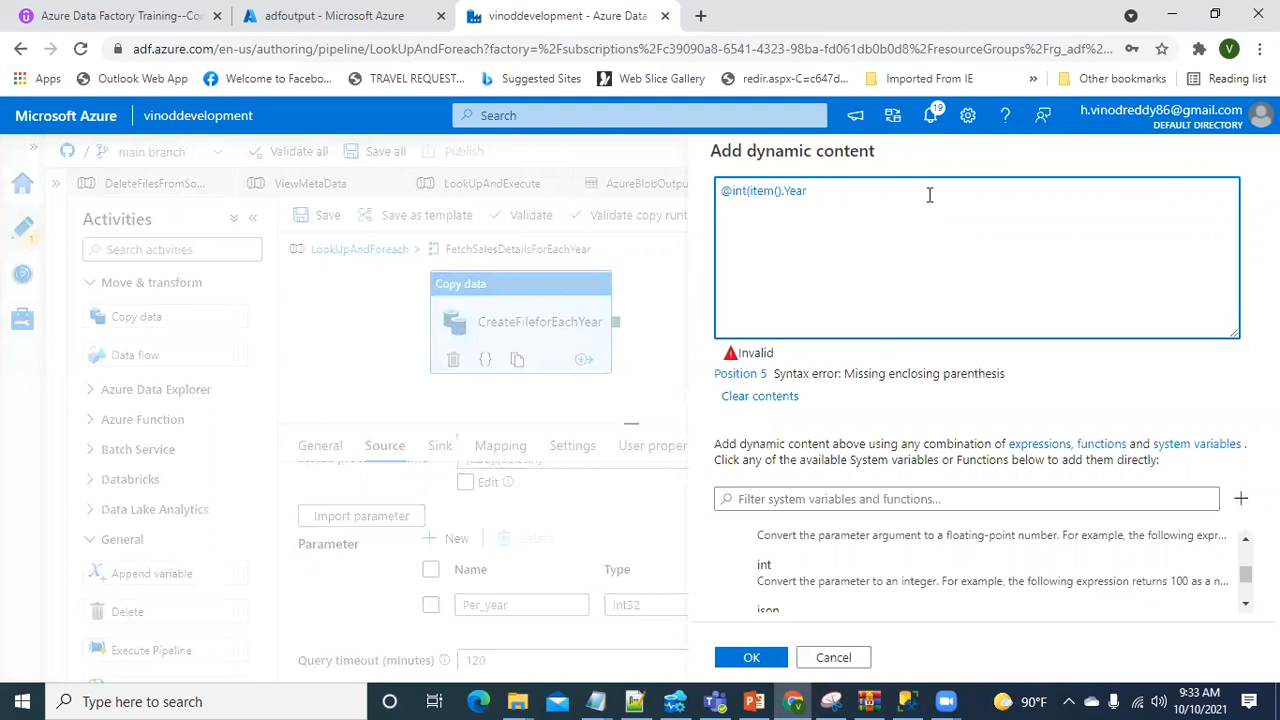 Azure Data Factory Training--Co
adfoutput - Microsoft Azure
vinoddevelopment - Azure Data
adf.azure.com/en-us/authoring/pipeline/LookUpAndForeach?factory=%2Fsubscriptions%2Fc39090a8-6541-4323-98ba-fd061db0b0d8%2FresourceGroups%2Frg_adf%2...
V
Apps
Outlook Web App
Welcome to Facebo...
TRAVEL REQUEST...
Suggested Sites
Web Slice Gallery
redir.aspx-C=c647d...
Imported From IE
»
Other bookmarks
Reading list
Microsoft Azure
vinoddevelopment
Search
19
h.vinodreddy86@gmail.com
DEFAULT DIRECTORY
main branch
Validate all
Save all
Publish
DeleteFilesFromSo...
ViewMetaData
LookUpAndExecute
AzureBlobOutpu
Activities
Search activities
Save
Save as template
Validate
Validate copy runt
LookUpAndForeach > FetchSalesDetailsForEachYear
Move & transform
Copy data
Data flow
Azure Data Explorer
Azure Function
Batch Service
Databricks
Data Lake Analytics
General
Append variable
Delete
Execute Pipeline
Copy data
CreateFileforEachYear
General
Source
Sink
1
Mapping
Settings
User proper
Edit
Import parameter
Parameter
New
Delete
Name
Type
Per_year
Int32
Query timeout (minutes)
120
Add dynamic content
@int(item().Year
Invalid
Position 5 Syntax error: Missing enclosing parenthesis
Clear contents
Add dynamic content above using any combination of expressions, functions and system variables .
Click any of the available System variables or Functions below to add them directly:
Filter system variables and functions...
Convert the parameter argument to a floating-point number. For example, the following expr...
int
Convert the parameter to an integer. For example, the following expression returns 100 as a n...
json
OK
Cancel
Type here to search
90°F
9:33 AM
10/10/2021